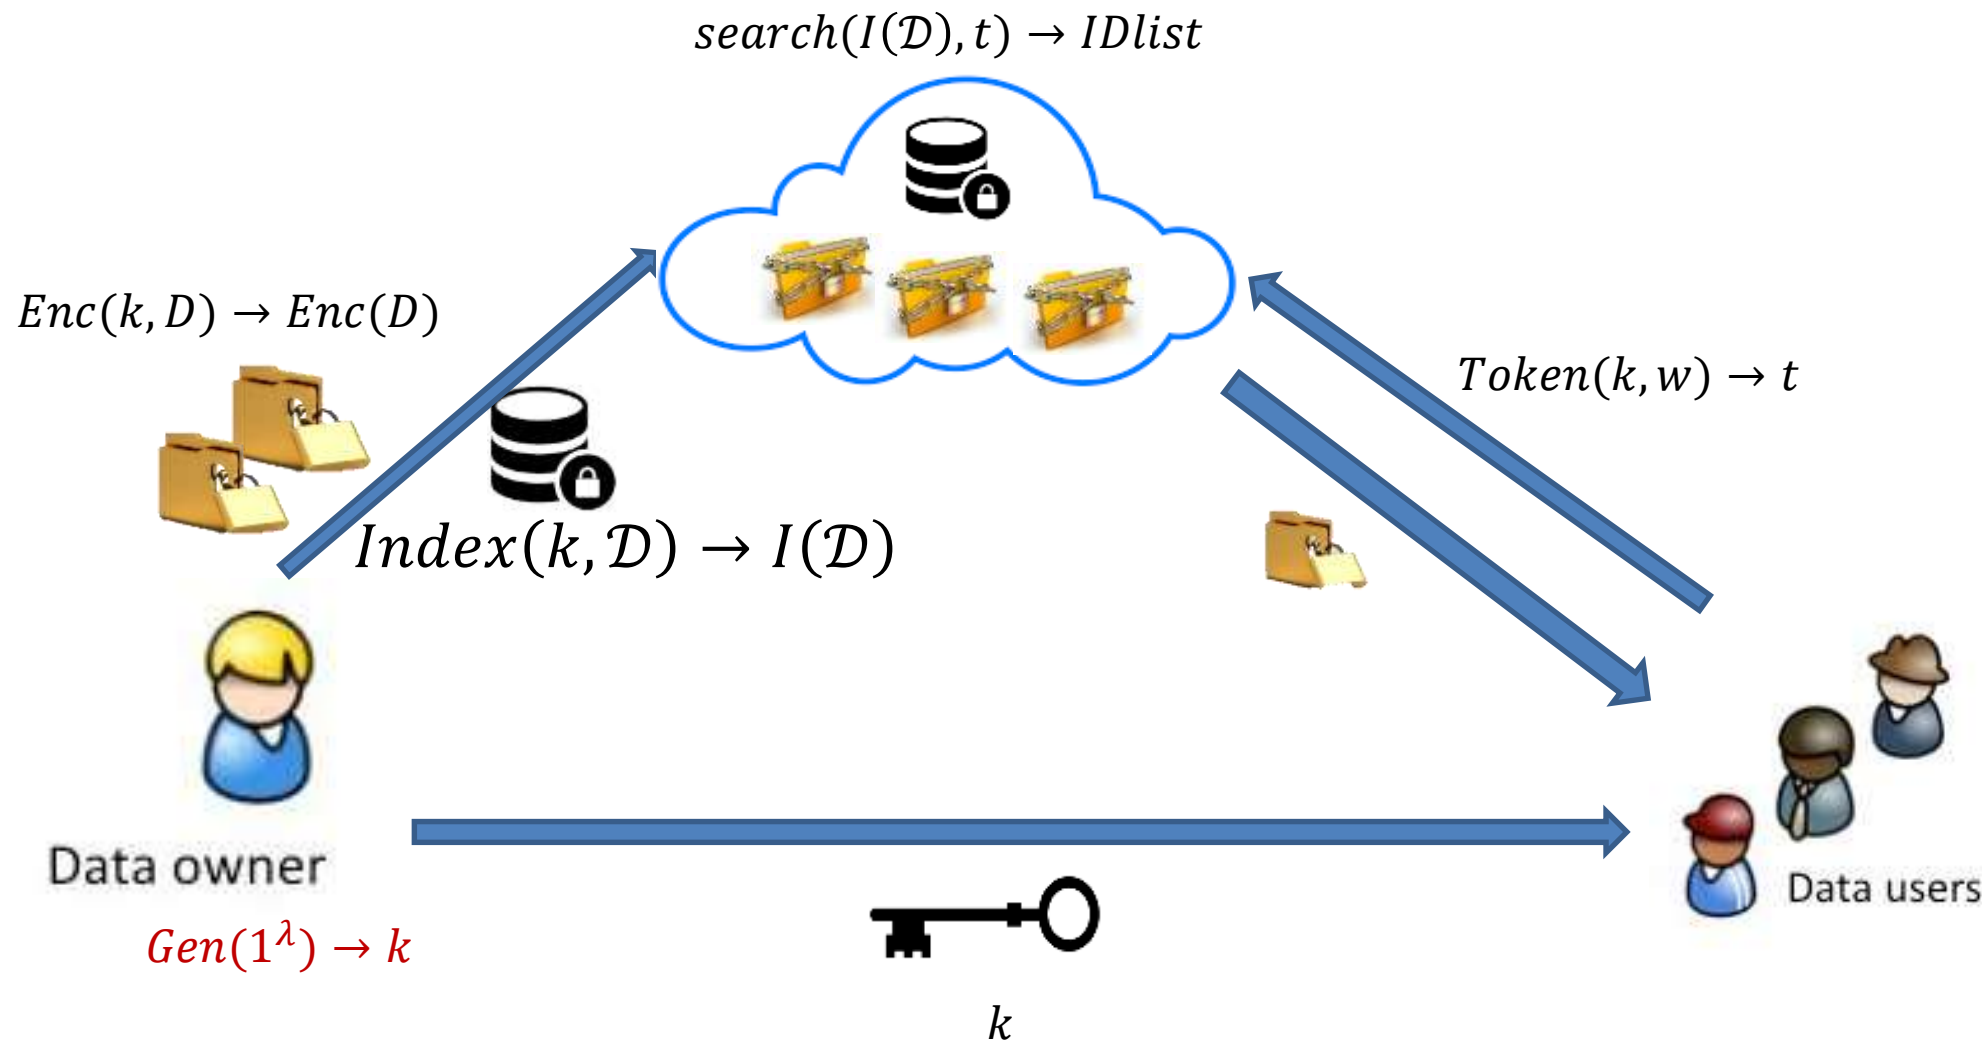 search(I(𝒟), t) → IDlist
Enc(k, D) → Enc(D)
Token(k, w) → t
Index(k, 𝒟) → I(𝒟)
Data owner
Data users
Gen(1^λ) → k
k